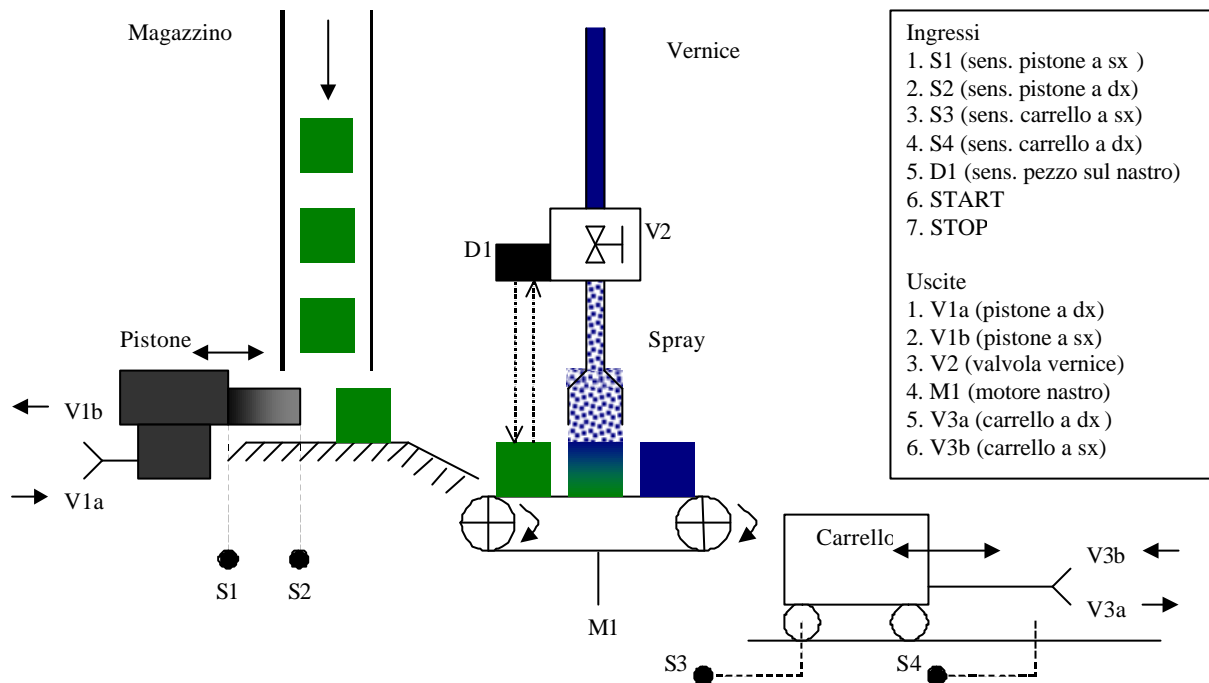 Magazzino
Vernice
D1
V2
Pistone
Spray
V1b
V1a
S1
S2
M1
Carrello
V3b
V3a
S3
S4
Ingressi
1. S1 (sens. pistone a sx )
2. S2 (sens. pistone a dx)
3. S3 (sens. carrello a sx)
4. S4 (sens. carrello a dx)
5. D1 (sens. pezzo sul nastro)
6. START
7. STOP
Uscite
1. V1a (pistone a dx)
2. V1b (pistone a sx)
3. V2 (valvola vernice)
4. M1 (motore nastro)
5. V3a (carrello a dx )
6. V3b (carrello a sx)